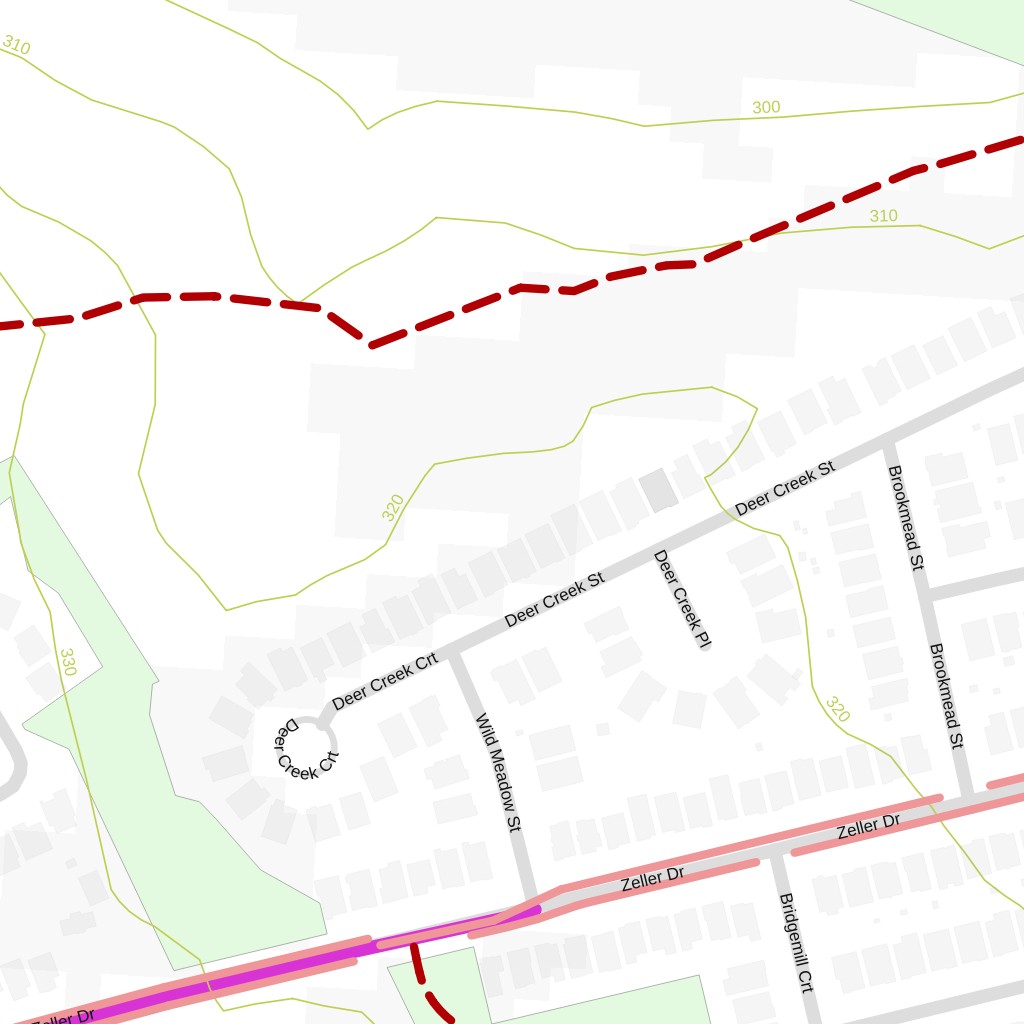 310
300
310
320
Deer Creek St
Brookmead St
Deer Creek St
Deer Creek Pl
330
Deer Creek Crt
Brookmead St
320
Deer Creek Crt
Wild Meadow St
Zeller Dr
Zeller Dr
Bridgemill Crt
Zeller Dr